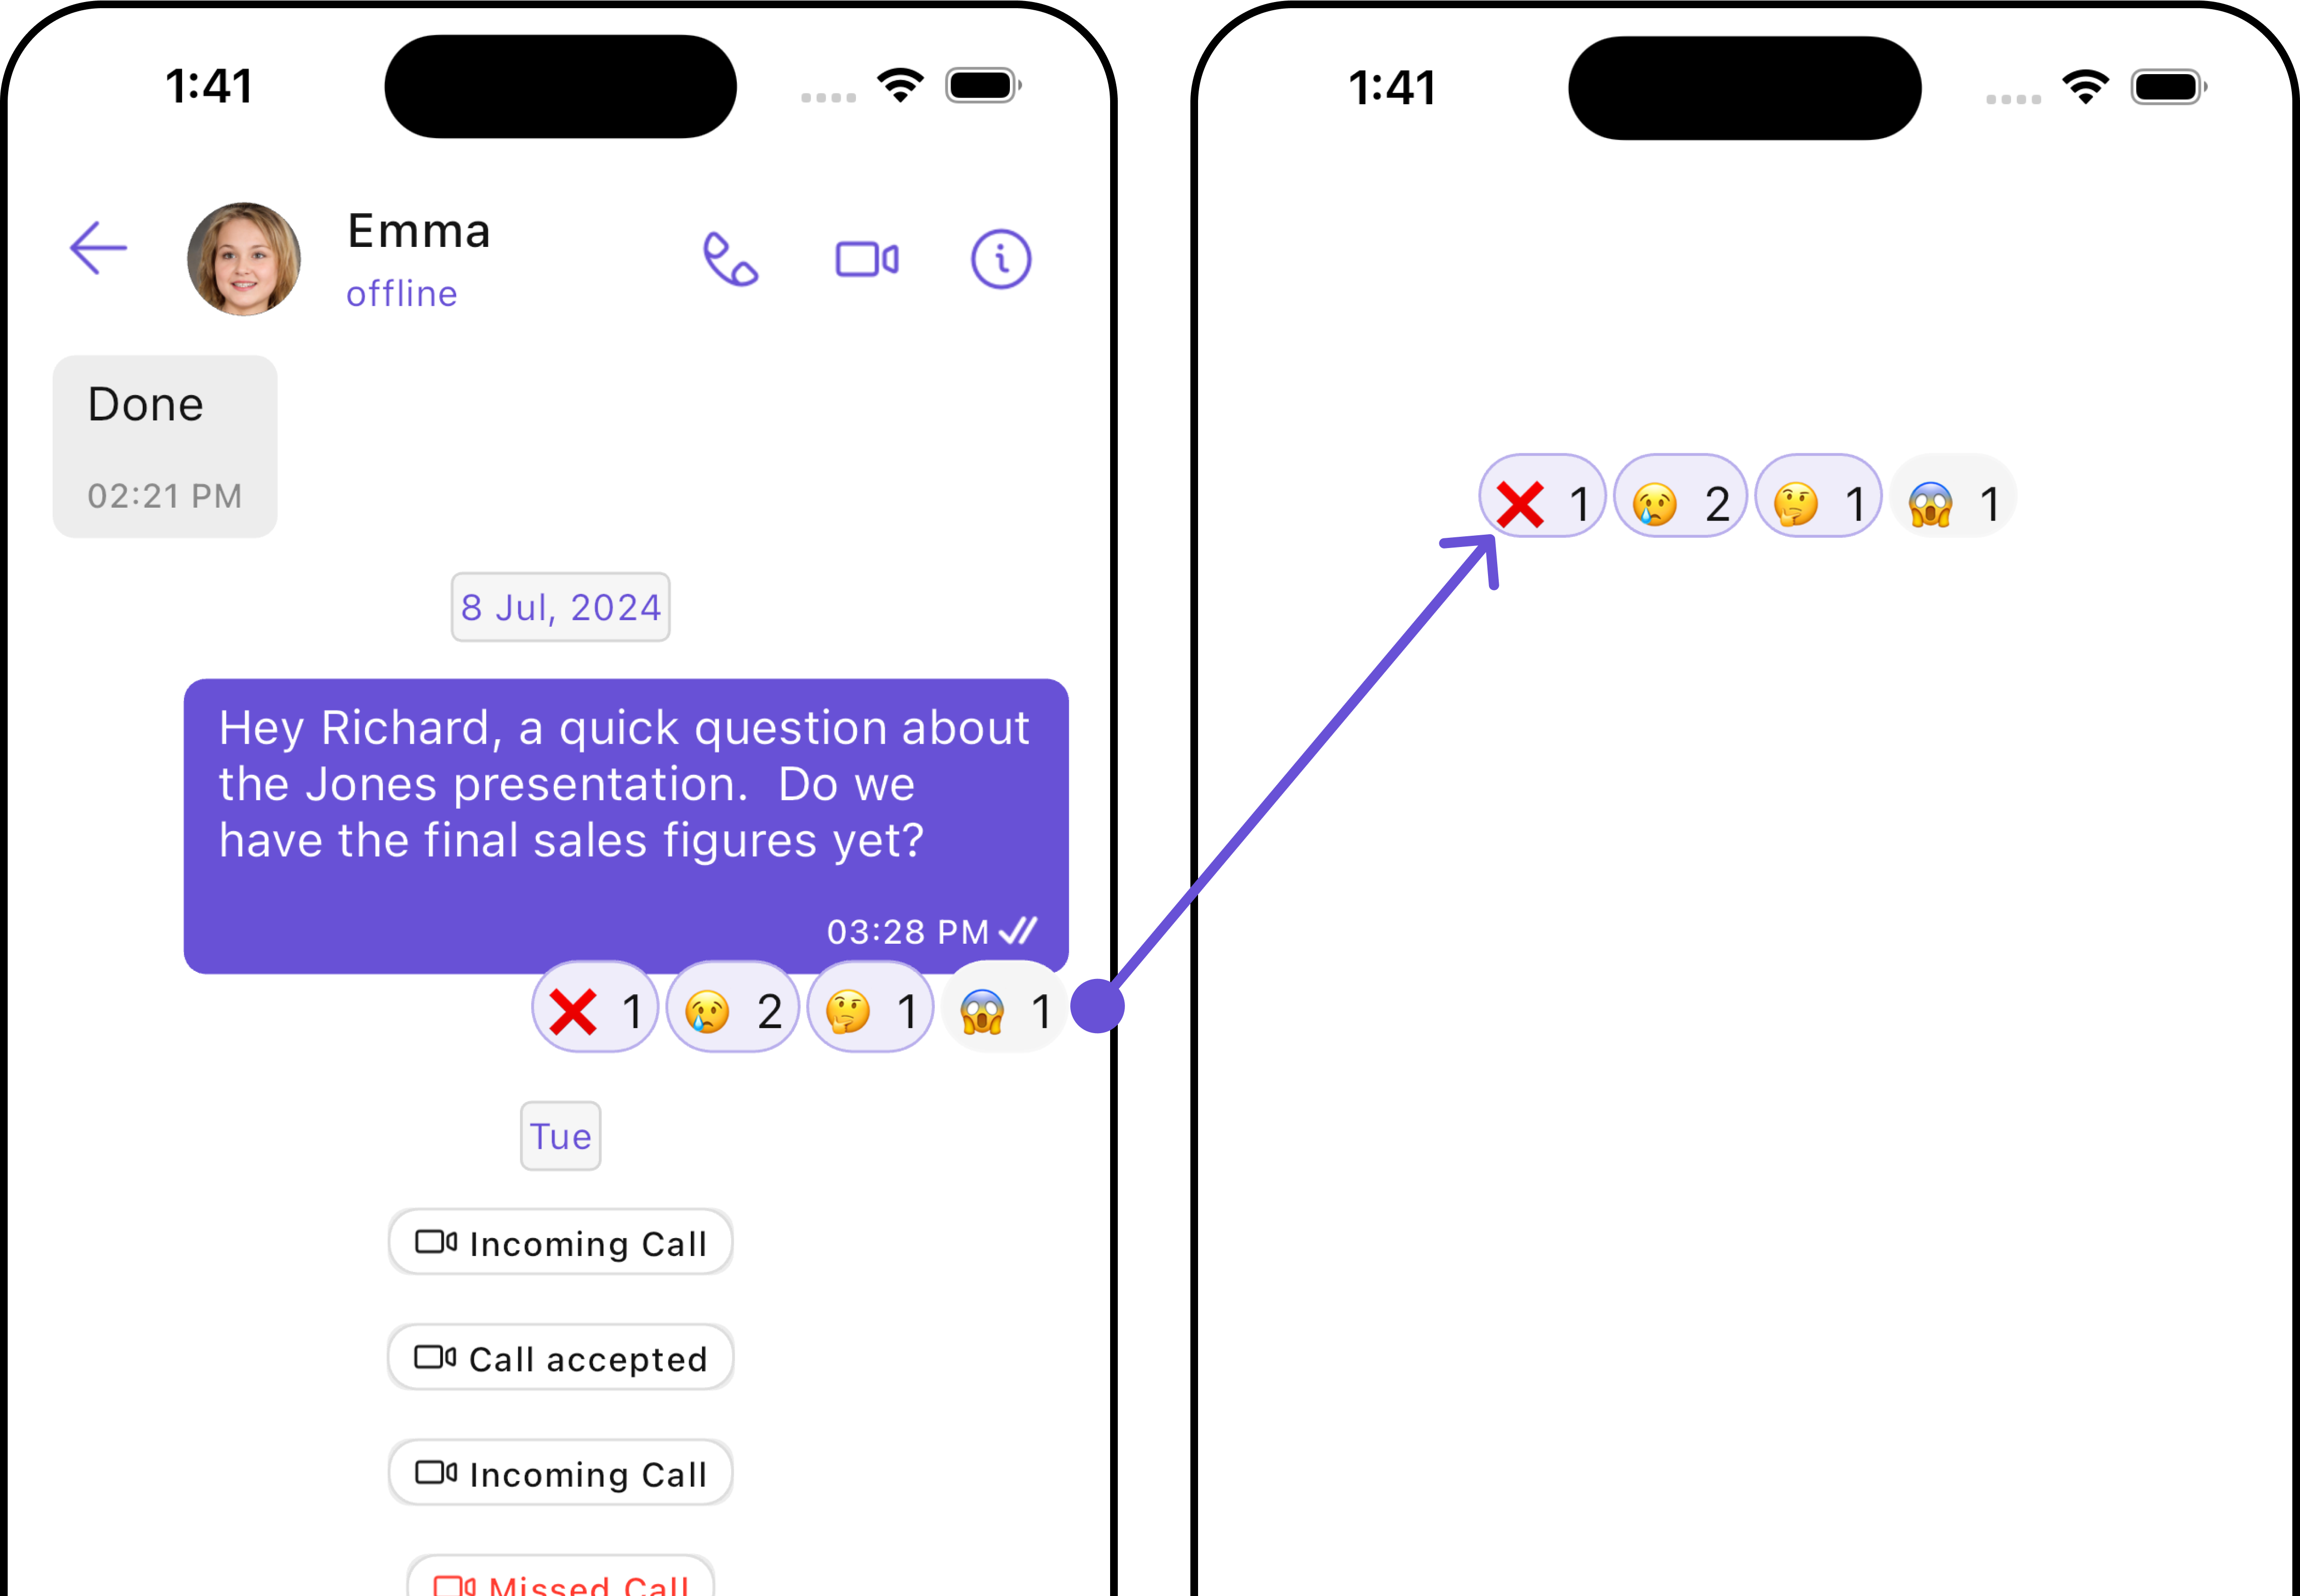 1:41
Emma
offline
Done
02:21 PM
8 Jul, 2024
Hey Richard, a quick question about
the Jones presentation.  Do we
have the final sales figures yet?
03:28 PM
❌ 1 😢 2 🤔 1 😱 1
Tue
Incoming Call
Call accepted
Incoming Call
Missed Call
1:41
❌ 1 😢 2 🤔 1 😱 1